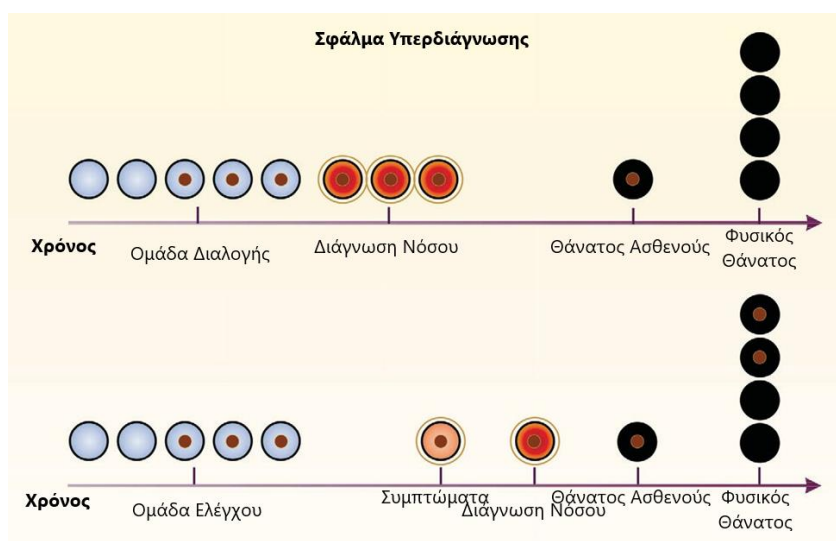 Σφάλμα Υπερδιάγνωσης
Χρόνος
Ομάδα Διαλογής
Διάγνωση Νόσου
Θάνατος Ασθενούς
Φυσικός
Θάνατος
Χρόνος
Ομάδα Ελέγχου
Συμπτώματα
Διάγνωση Νόσου
Θάνατος Ασθενούς
Φυσικός
Θάνατος